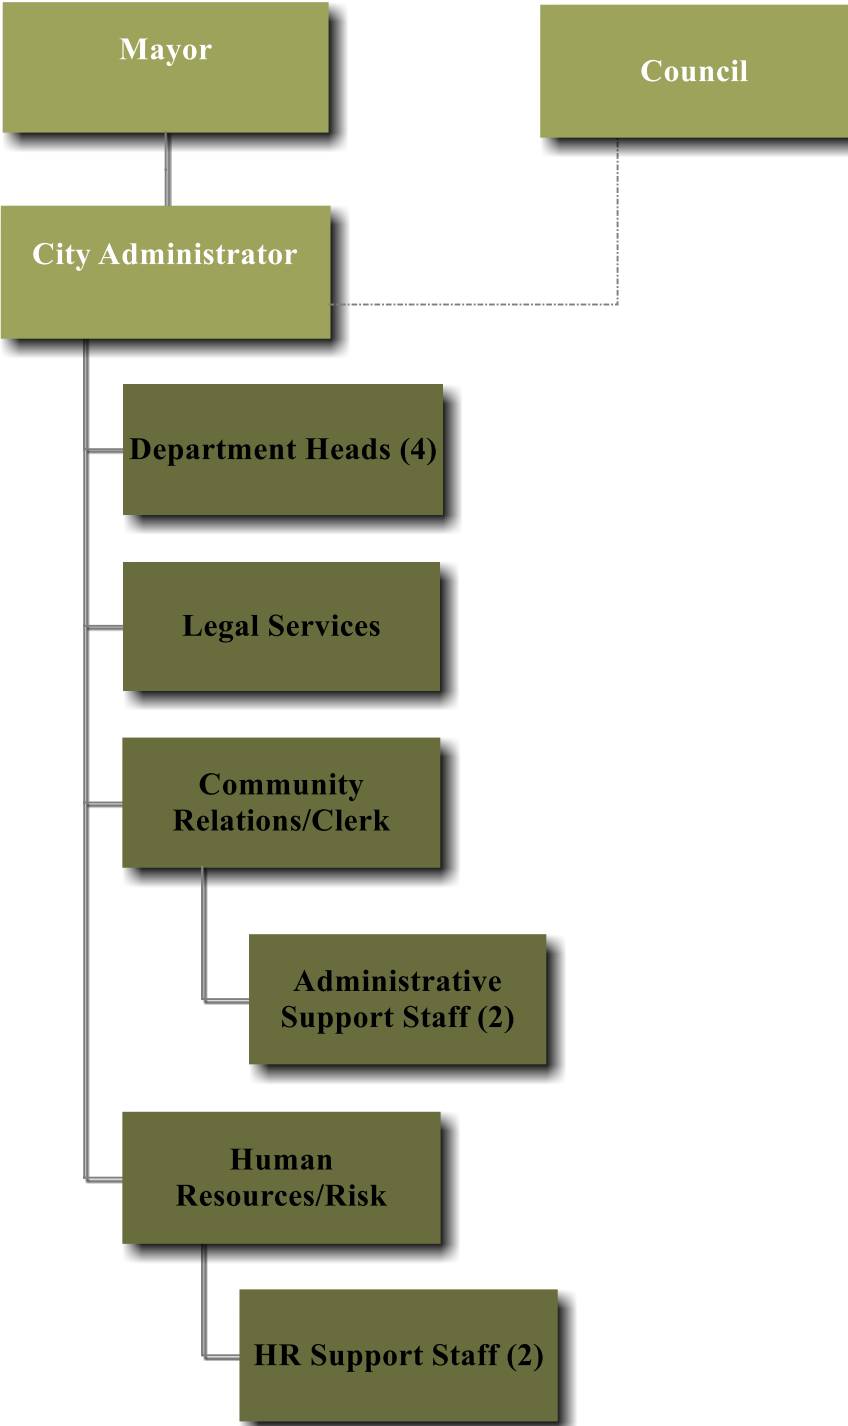 Mayor
Council
City Administrator
Department Heads (4)
Legal Services
Community
Relations/Clerk
Administrative
Support Staff (2)
Human
Resources/Risk
HR Support Staff (2)